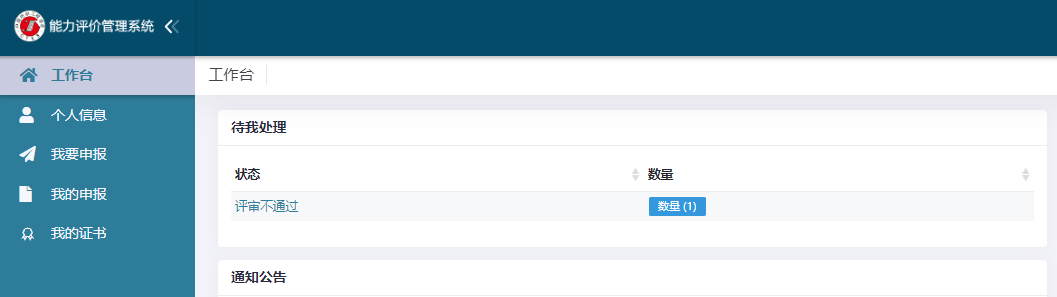 能力评价管理系统
工作台
个人信息
我要申报
我的申报
我的证书
工作台
待我处理
状态 数量
评审不通过 数量 (1)
通知公告